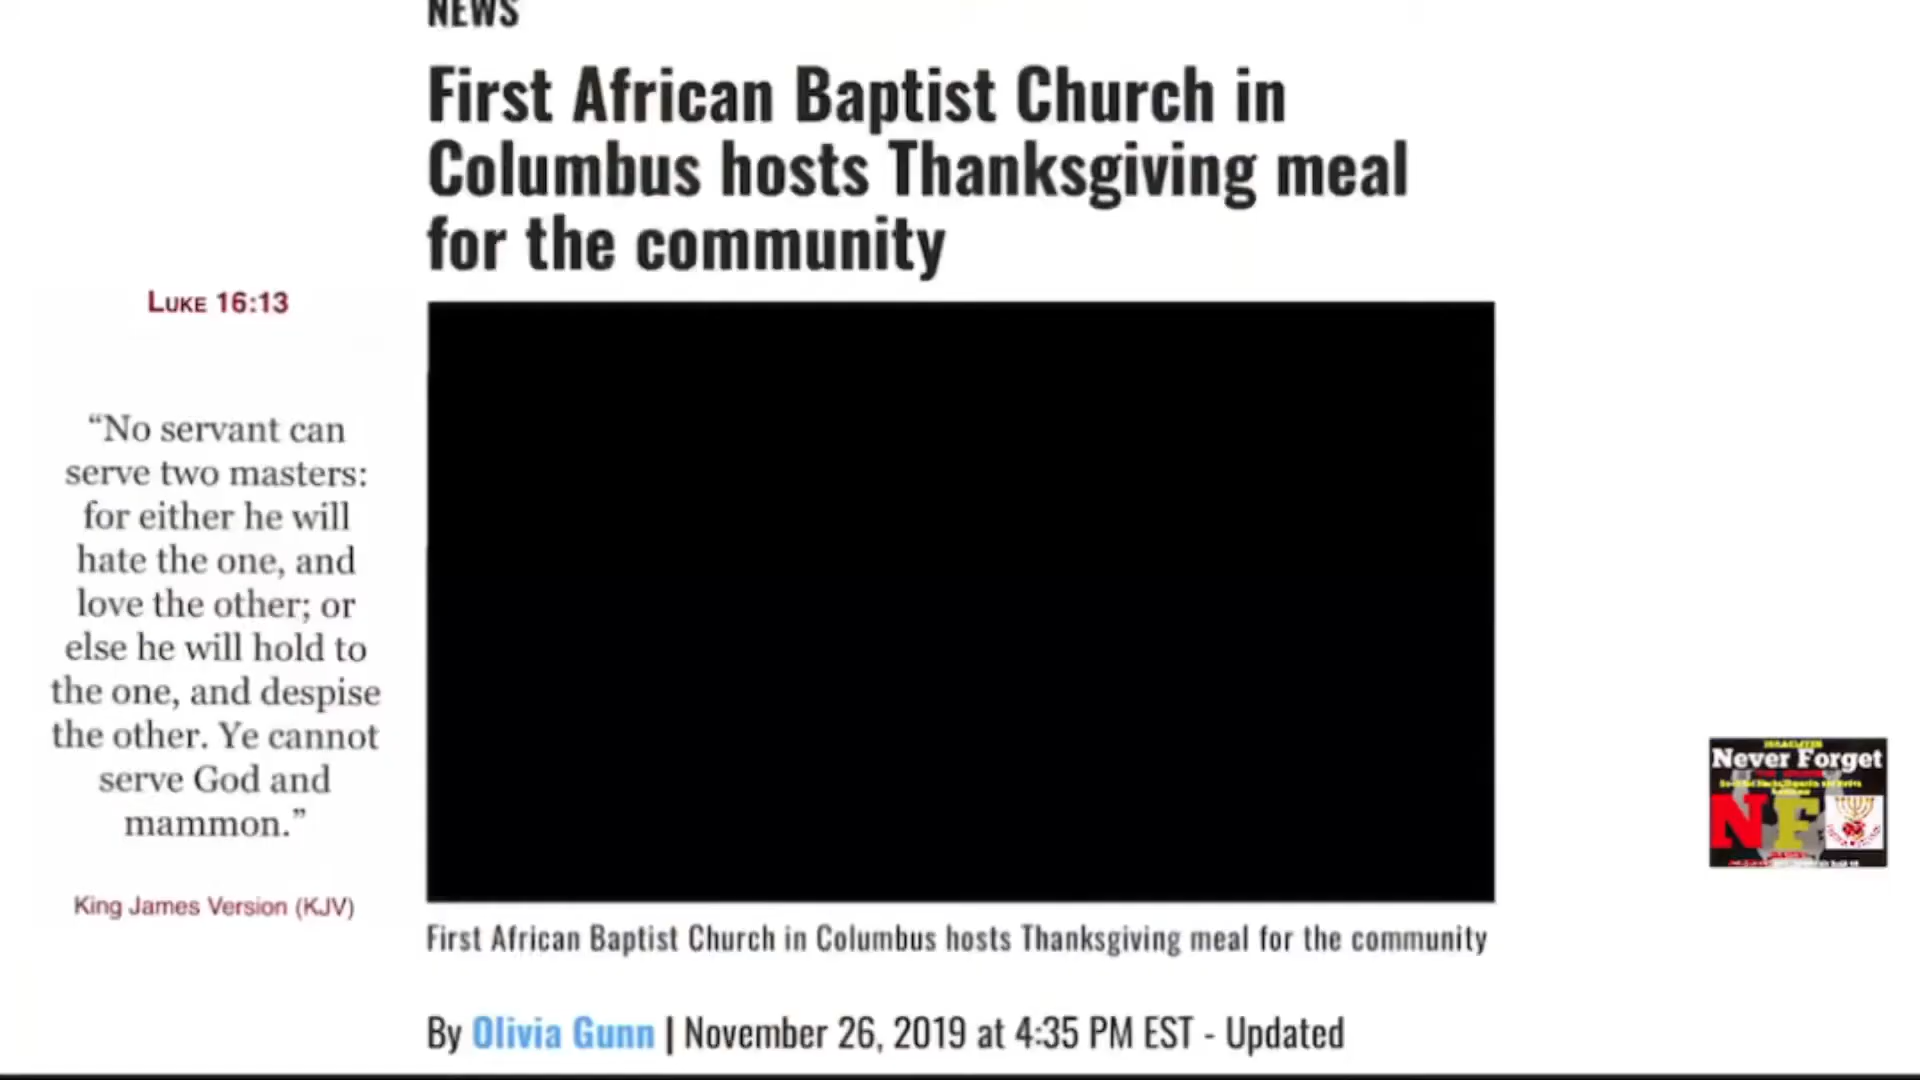 NEWS
First African Baptist Church in
Columbus hosts Thanksgiving meal
for the community
LUKE 16:13
“No servant can
serve two masters:
for either he will
hate the one, and
love the other; or
else he will hold to
the one, and despise
the other. Ye cannot
serve God and
mammon.”
King James Version (KJV)
First African Baptist Church in Columbus hosts Thanksgiving meal for the community
By Olivia Gunn | November 26, 2019 at 4:35 PM EST - Updated
ISRAELITES
Never Forget
NF